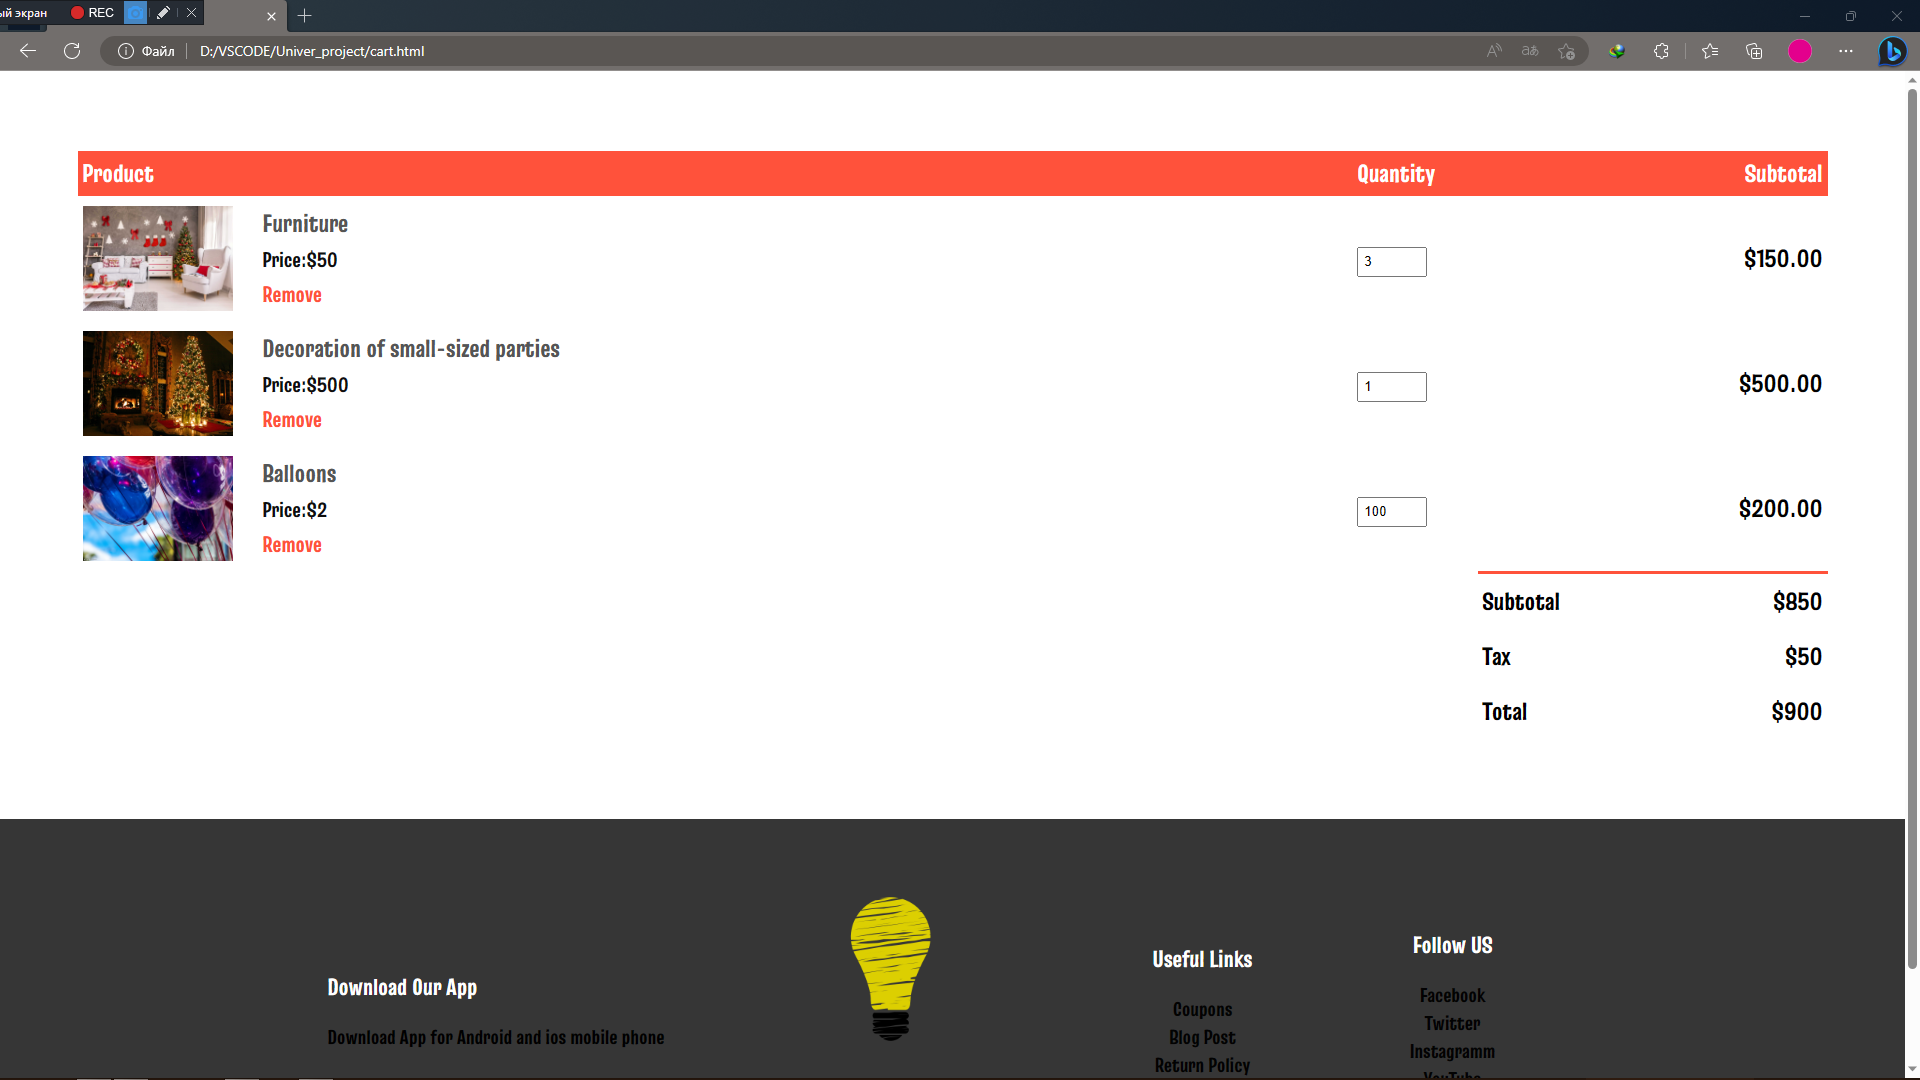 ый экран
REC
Файл
D:/VSCODE/Univer_project/cart.html
Product Quantity Subtotal
Furniture
Price:$50
Remove
3
$150.00
Decoration of small-sized parties
Price:$500
Remove
1
$500.00
Balloons
Price:$2
Remove
100
$200.00
Subtotal $850
Tax $50
Total $900
Download Our App
Download App for Android and ios mobile phone
Useful Links
Coupons
Blog Post
Return Policy
Follow US
Facebook
Twitter
Instagramm
YouTube